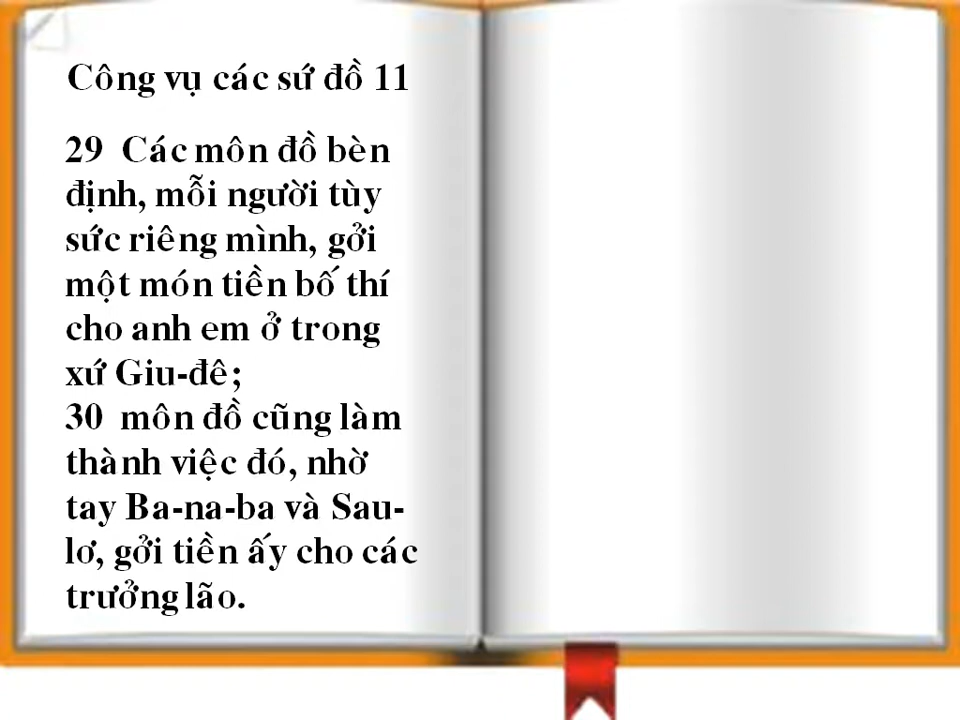 Công vụ các sứ đồ 11
29 Các môn đồ bèn
định, mỗi người tùy
sức riêng mình, gởi
một món tiền bố thí
cho anh em ở trong
xứ Giu-đê;
30 môn đồ cũng làm
thành việc đó, nhờ
tay Ba-na-ba và Sau-
lơ, gởi tiền ấy cho các
trưởng lão.